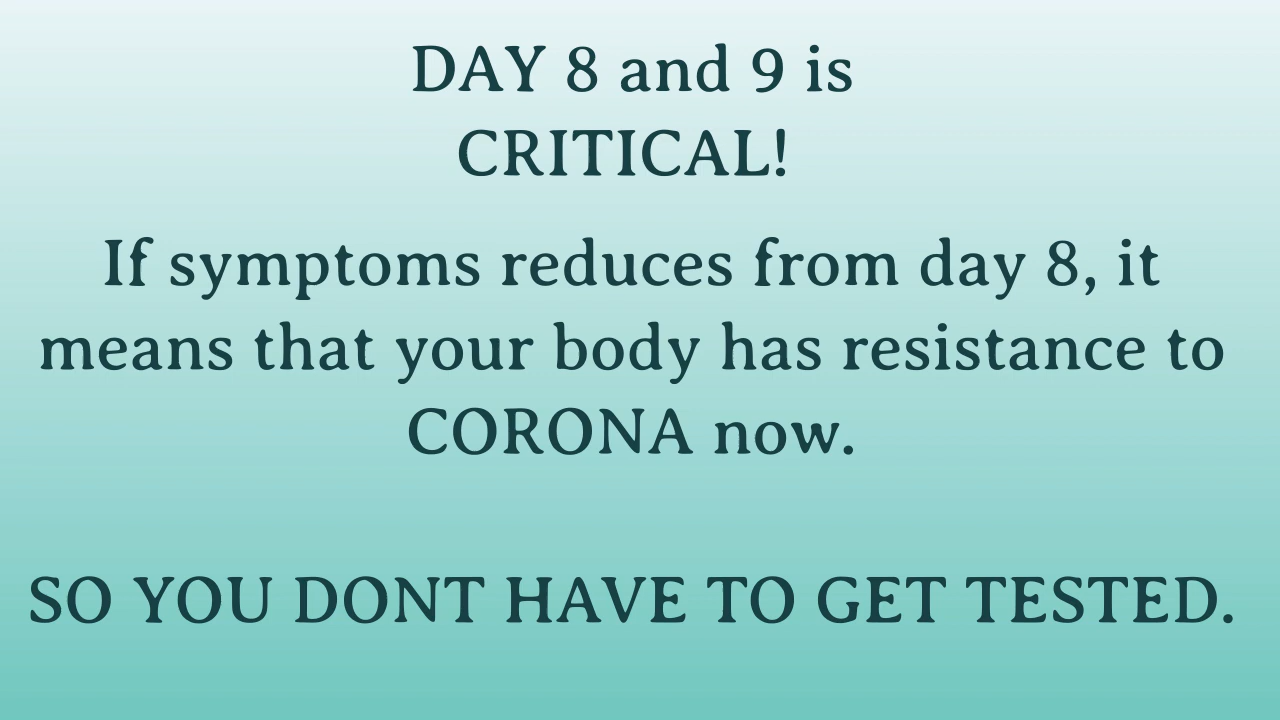 DAY 8 and 9 is
CRITICAL!
If symptoms reduces from day 8, it
means that your body has resistance to
CORONA now.
SO YOU DONT HAVE TO GET TESTED.